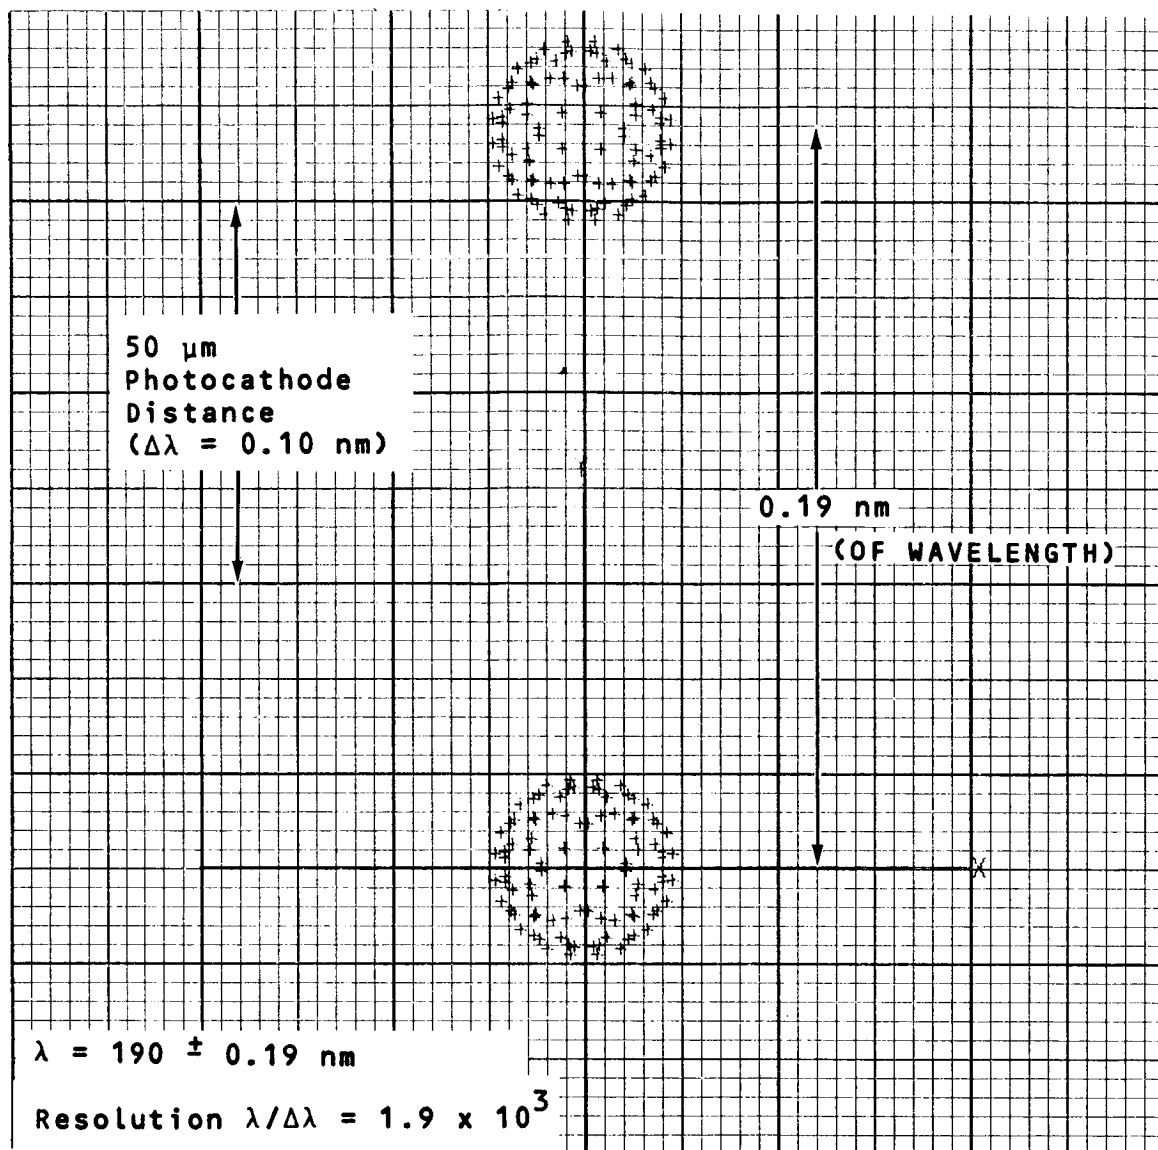 50 μm
Photocathode
Distance
(Δλ = 0.10 nm)
0.19 nm
(OF WAVELENGTH)
X
λ = 190 ± 0.19 nm
Resolution λ/Δλ = 1.9 x 10³